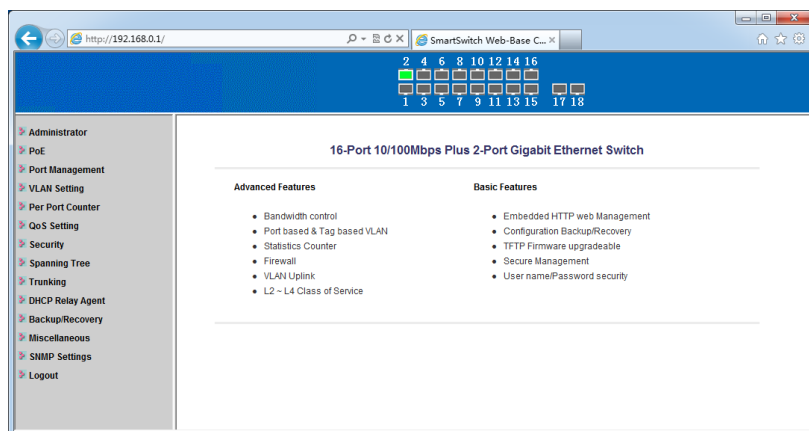 http://192.168.0.1/
SmartSwitch Web-Base C...
2 4 6 8 10 12 14 16
1 3 5 7 9 11 13 15 17 18
Administrator
PoE
Port Management
VLAN Setting
Per Port Counter
QoS Setting
Security
Spanning Tree
Trunking
DHCP Relay Agent
Backup/Recovery
Miscellaneous
SNMP Settings
Logout
16-Port 10/100Mbps Plus 2-Port Gigabit Ethernet Switch
Advanced Features
Bandwidth control
Port based & Tag based VLAN
Statistics Counter
Firewall
VLAN Uplink
L2 ~ L4 Class of Service
Basic Features
Embedded HTTP web Management
Configuration Backup/Recovery
TFTP Firmware upgradeable
Secure Management
User name/Password security